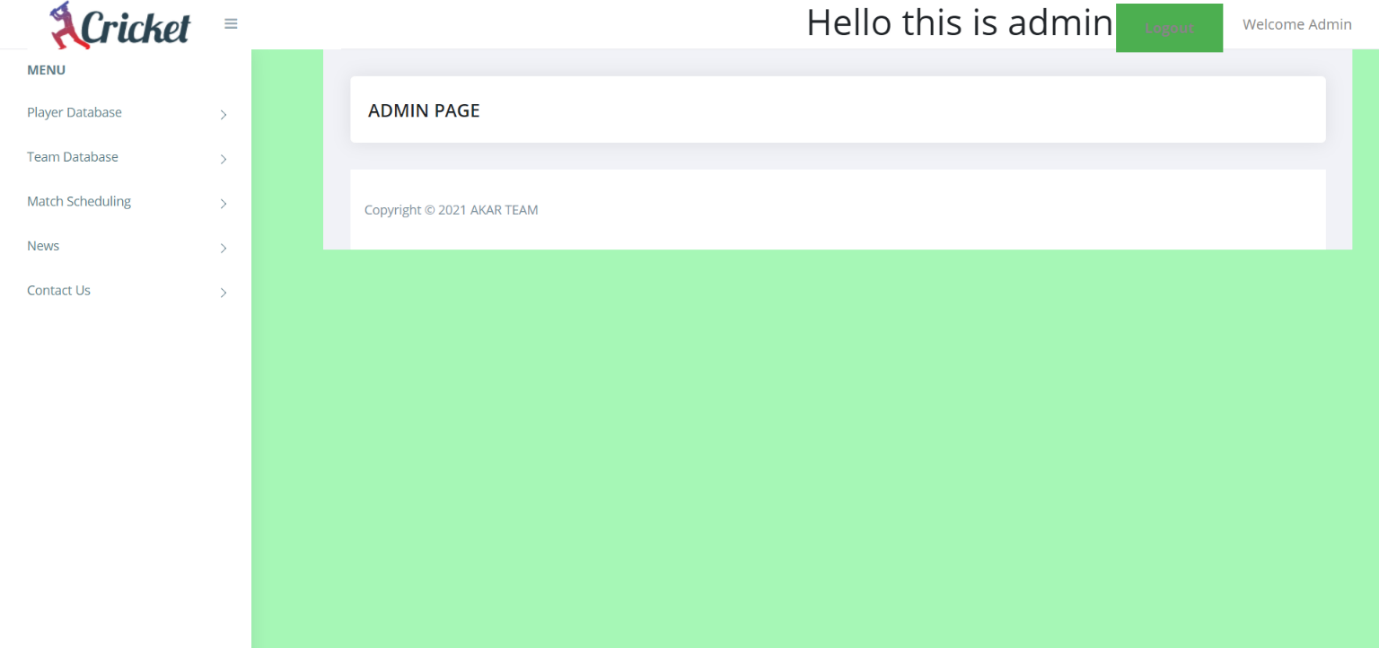 Cricket
Hello this is admin
Logout
Welcome Admin
MENU
Player Database
Team Database
Match Scheduling
News
Contact Us
ADMIN PAGE
Copyright © 2021 AKAR TEAM